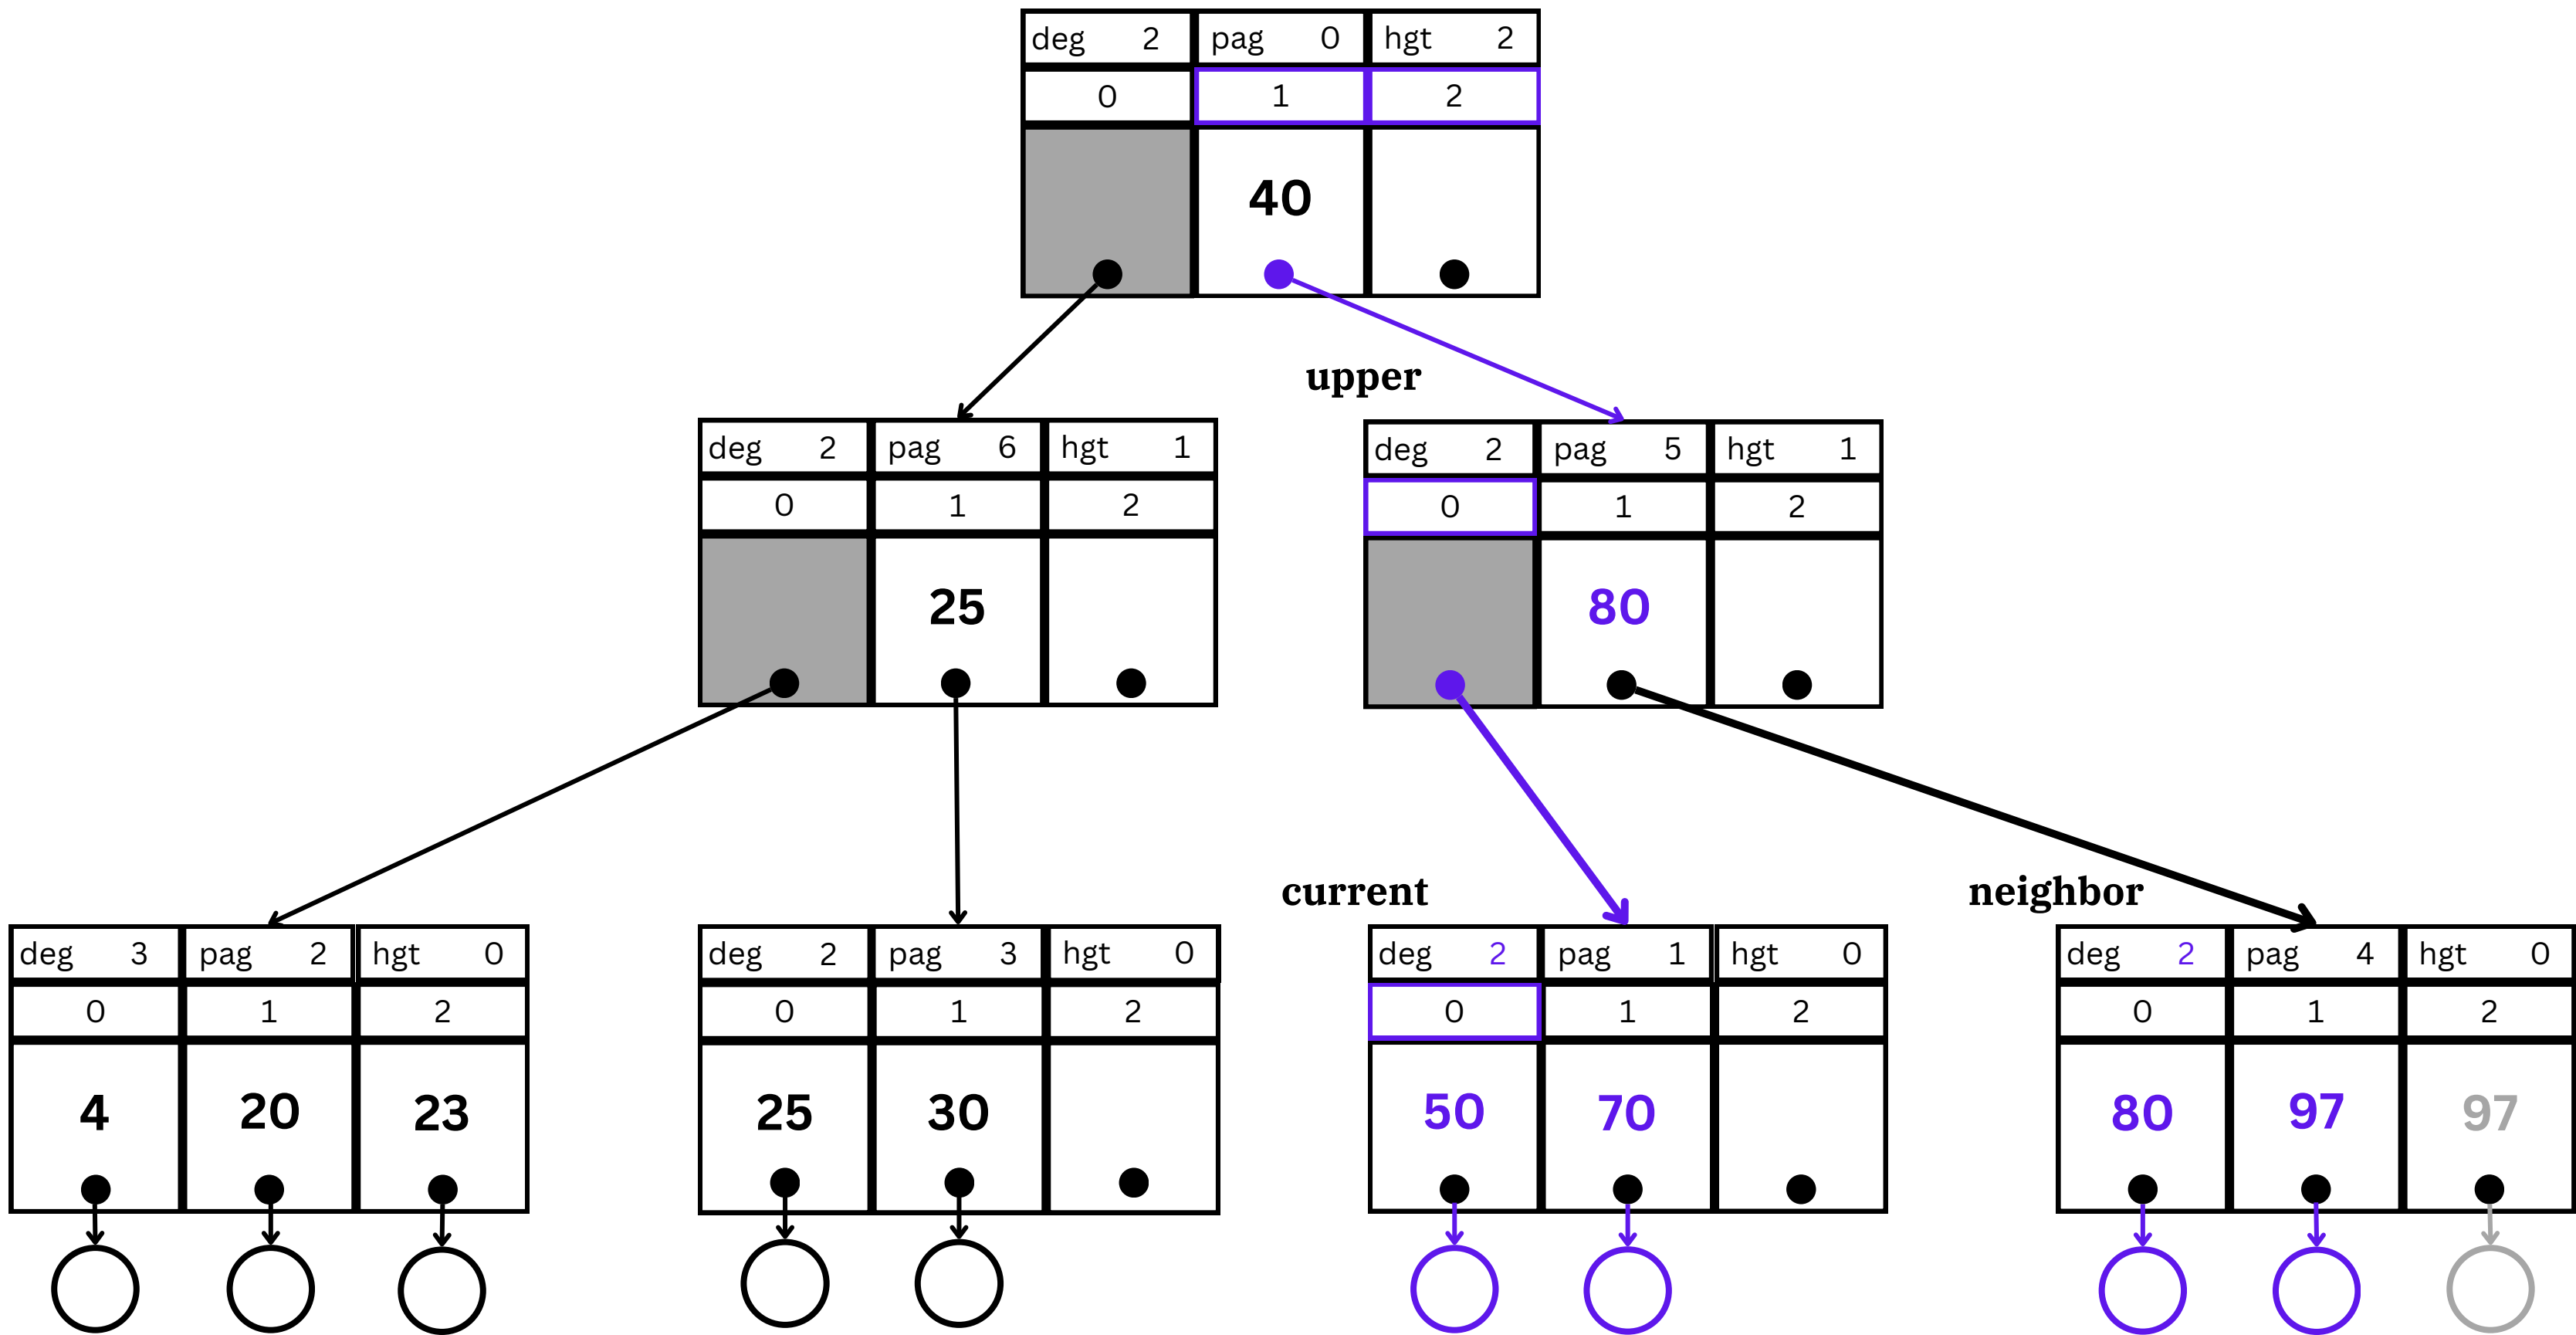 deg 2 pag 0 hgt 2
0 1 2
40
upper
deg 2 pag 6 hgt 1
0 1 2
25
deg 2 pag 5 hgt 1
0 1 2
80
current
neighbor
deg 3 pag 2 hgt 0
0 1 2
4 20 23
deg 2 pag 3 hgt 0
0 1 2
25 30
deg 2 pag 1 hgt 0
0 1 2
50 70
deg 2 pag 4 hgt 0
0 1 2
80 97 97